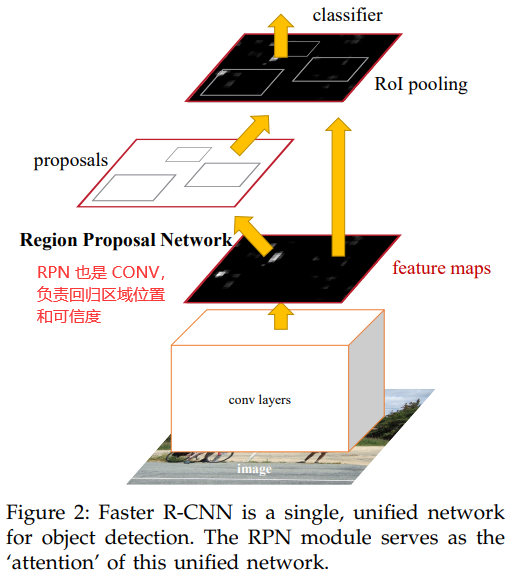 classifier
RoI pooling
proposals
Region Proposal Network
RPN 也是 CONV，
负责回归区域位置
和可信度
feature maps
conv layers
image
Figure 2: Faster R-CNN is a single, unified network
for object detection. The RPN module serves as the
‘attention’ of this unified network.